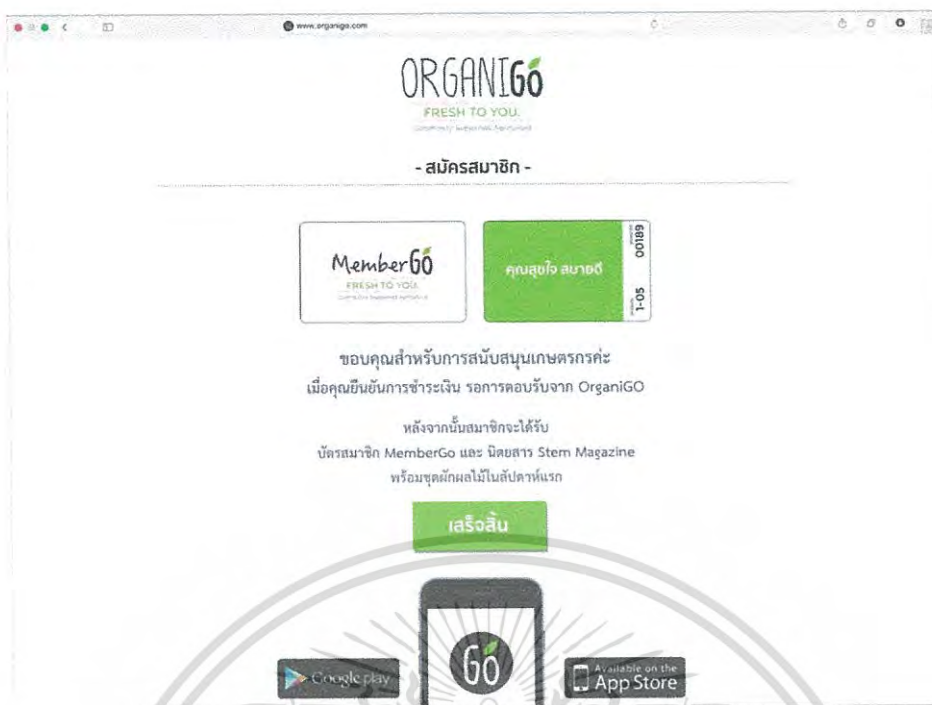 www.organigo.com
ORGANIGO
FRESH TO YOU.
- สมัครสมาชิก -
MemberGO
FRESH TO YOU.
คุณสุขใจ สบายดี
00189
1-05
ขอบคุณสำหรับการสนับสนุนเกษตรกรค่ะ
เมื่อคุณยืนยันการชำระเงิน รอการตอบรับจาก OrganiGO
หลังจากนั้นสมาชิกจะได้รับ
บัตรสมาชิก MemberGo และ นิตยสาร Stem Magazine
พร้อมชุดผักผลไม้ในสัปดาห์แรก
เสร็จสิ้น
GO
Google play
Available on the
App Store